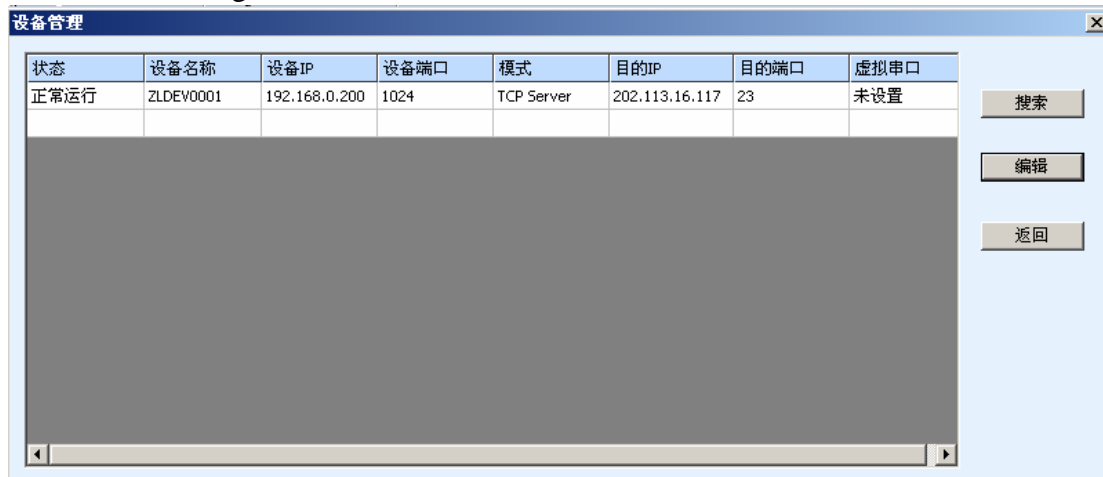 设备管理
状态 设备名称 设备IP 设备端口 模式 目的IP 目的端口 虚拟串口
正常运行 ZLDEV0001 192.168.0.200 1024 TCP Server 202.113.16.117 23 未设置
搜索
编辑
返回